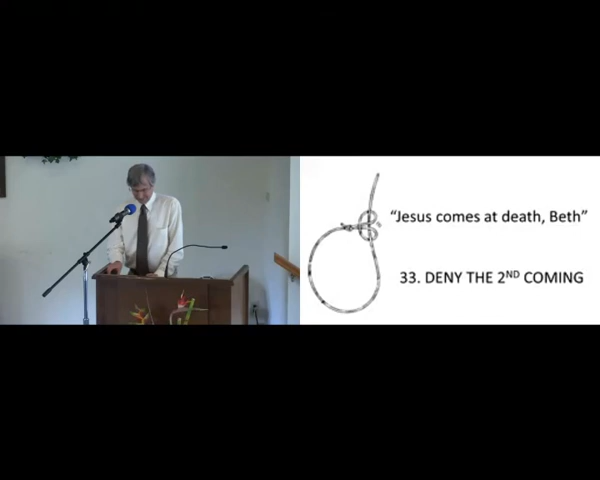 “Jesus comes at death, Beth”
33. DENY THE 2ND COMING